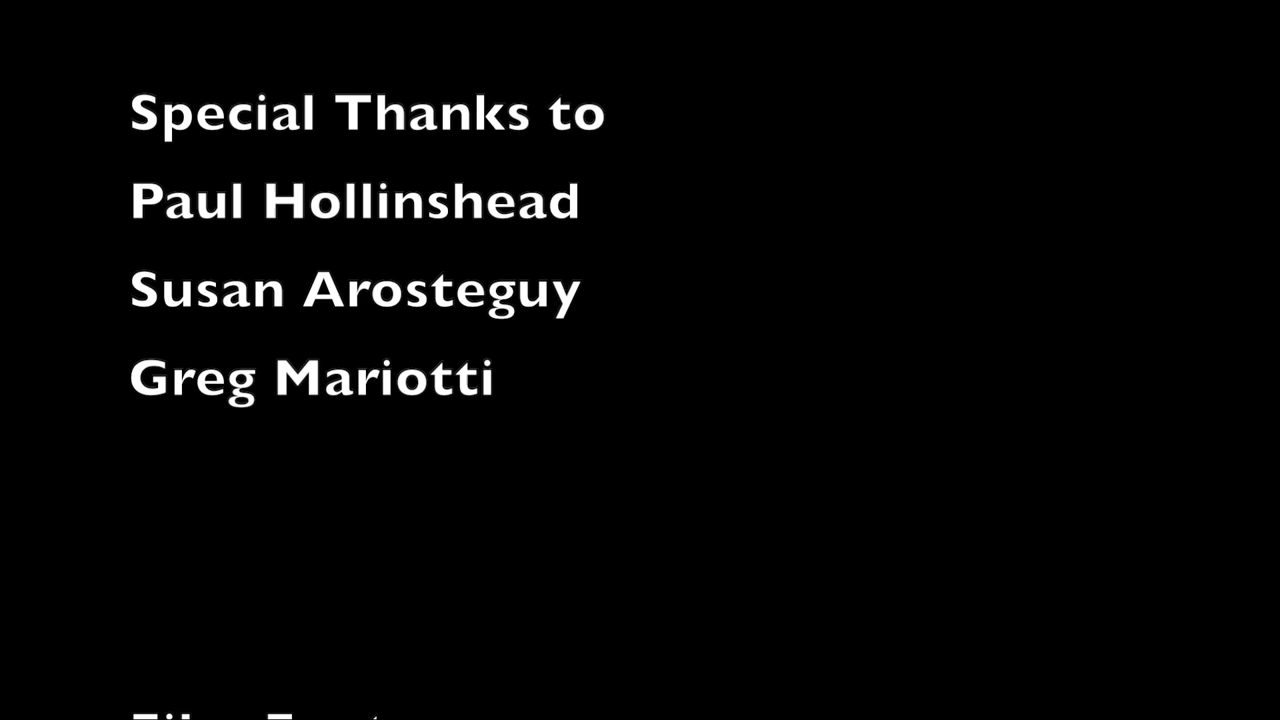 Special Thanks to
Paul Hollinshead
Susan Arosteguy
Greg Mariotti